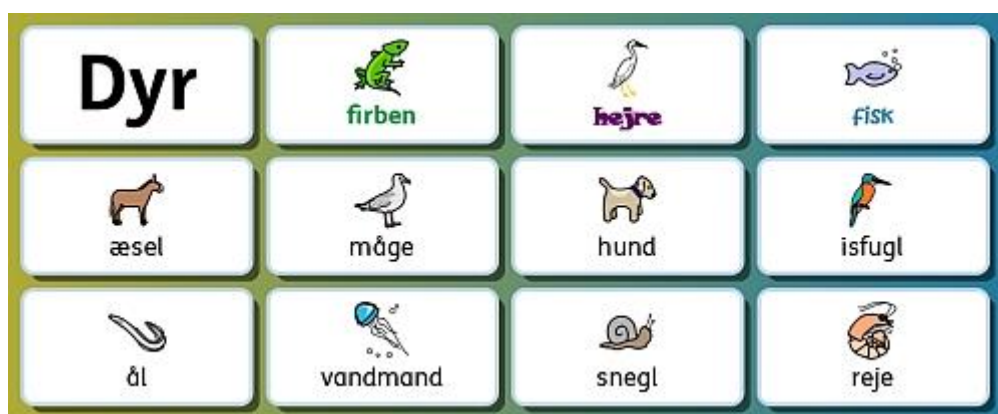 Dyr
firben
hejre
fisk
æsel
måge
hund
isfugl
ål
vandmand
snegl
reje